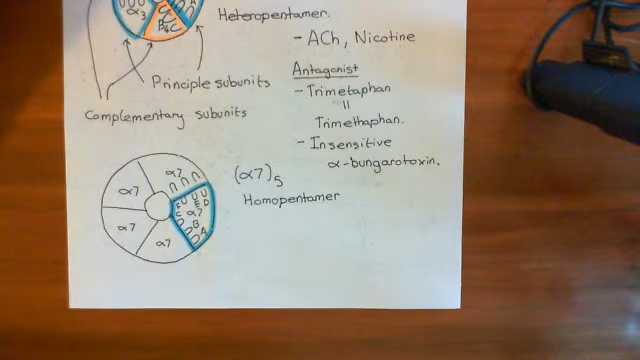 α3
Heteropentamer.
- ACh, Nicotine
Principle subunits
Complementary subunits
Antagonist
- Trimetaphan
=
Trimethaphan.
- Insensitive
α-bungarotoxin.
α7
α7
α7
α7
α7
A
B
C
F
E
D
(α7)5
Homopentamer